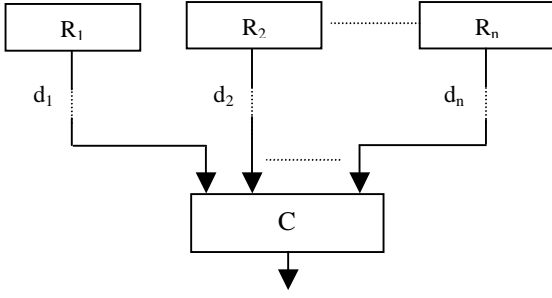 R₁ R₂ Rₙ
d₁ d₂ dₙ
C